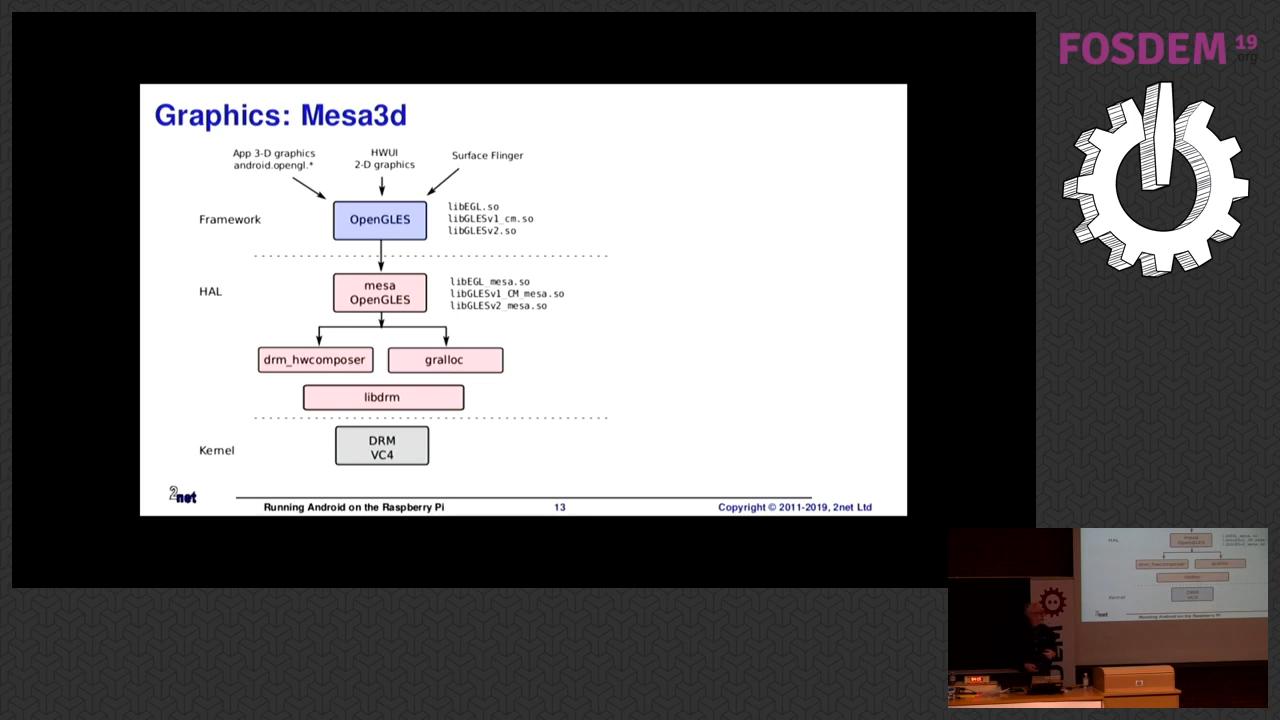 FOSDEM 19
.org
Graphics: Mesa3d
App 3-D graphics
android.opengl.*
HWUI
2-D graphics
Surface Flinger
Framework
OpenGLES
libEGL.so
libGLESv1_cm.so
libGLESv2.so
HAL
mesa
OpenGLES
libEGL_mesa.so
libGLESv1_CM_mesa.so
libGLESv2_mesa.so
drm_hwcomposer
gralloc
libdrm
Kernel
DRM
VC4
2net
Running Android on the Raspberry Pi
13
Copyright © 2011-2019, 2net Ltd